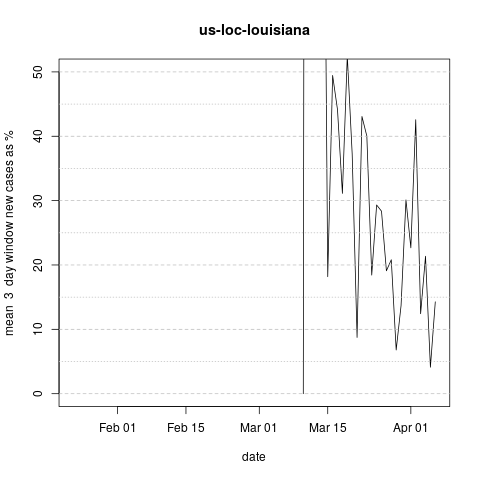 us-loc-louisiana
mean 3 day window new cases as %
50
40
30
20
10
0
Feb 01
Feb 15
Mar 01
Mar 15
Apr 01
date